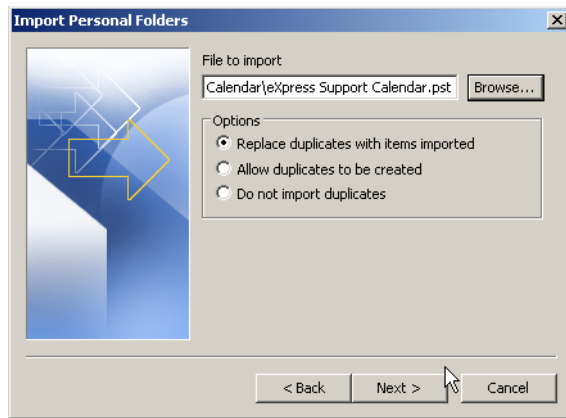 Import Personal Folders
File to import
Calendar\eXpress Support Calendar.pst
Browse...
Options
Replace duplicates with items imported
Allow duplicates to be created
Do not import duplicates
< Back
Next >
Cancel